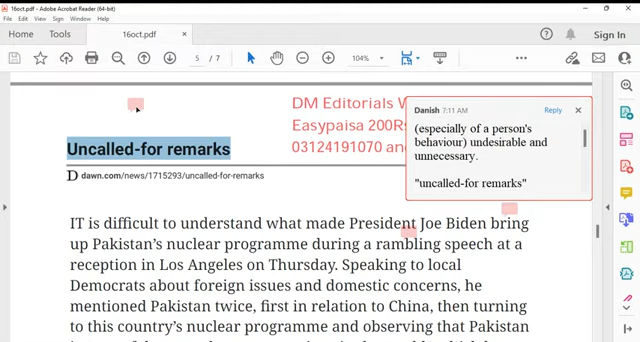 16oct.pdf - Adobe Acrobat Reader (64-bit)
File Edit View Sign Window Help
Home Tools 16oct.pdf × Sign In
5 / 7 104%
DM Editorials W
Easypaisa 200Rs
03124191070 an
Danish 7:11 AM Reply ×
(especially of a person's
behaviour) undesirable and
unnecessary.
"uncalled-for remarks"
Uncalled-for remarks
D dawn.com/news/1715293/uncalled-for-remarks
IT is difficult to understand what made President Joe Biden bring
up Pakistan's nuclear programme during a rambling speech at a
reception in Los Angeles on Thursday. Speaking to local
Democrats about foreign issues and domestic concerns, he
mentioned Pakistan twice, first in relation to China, then turning
to this country's nuclear programme and observing that Pakistan